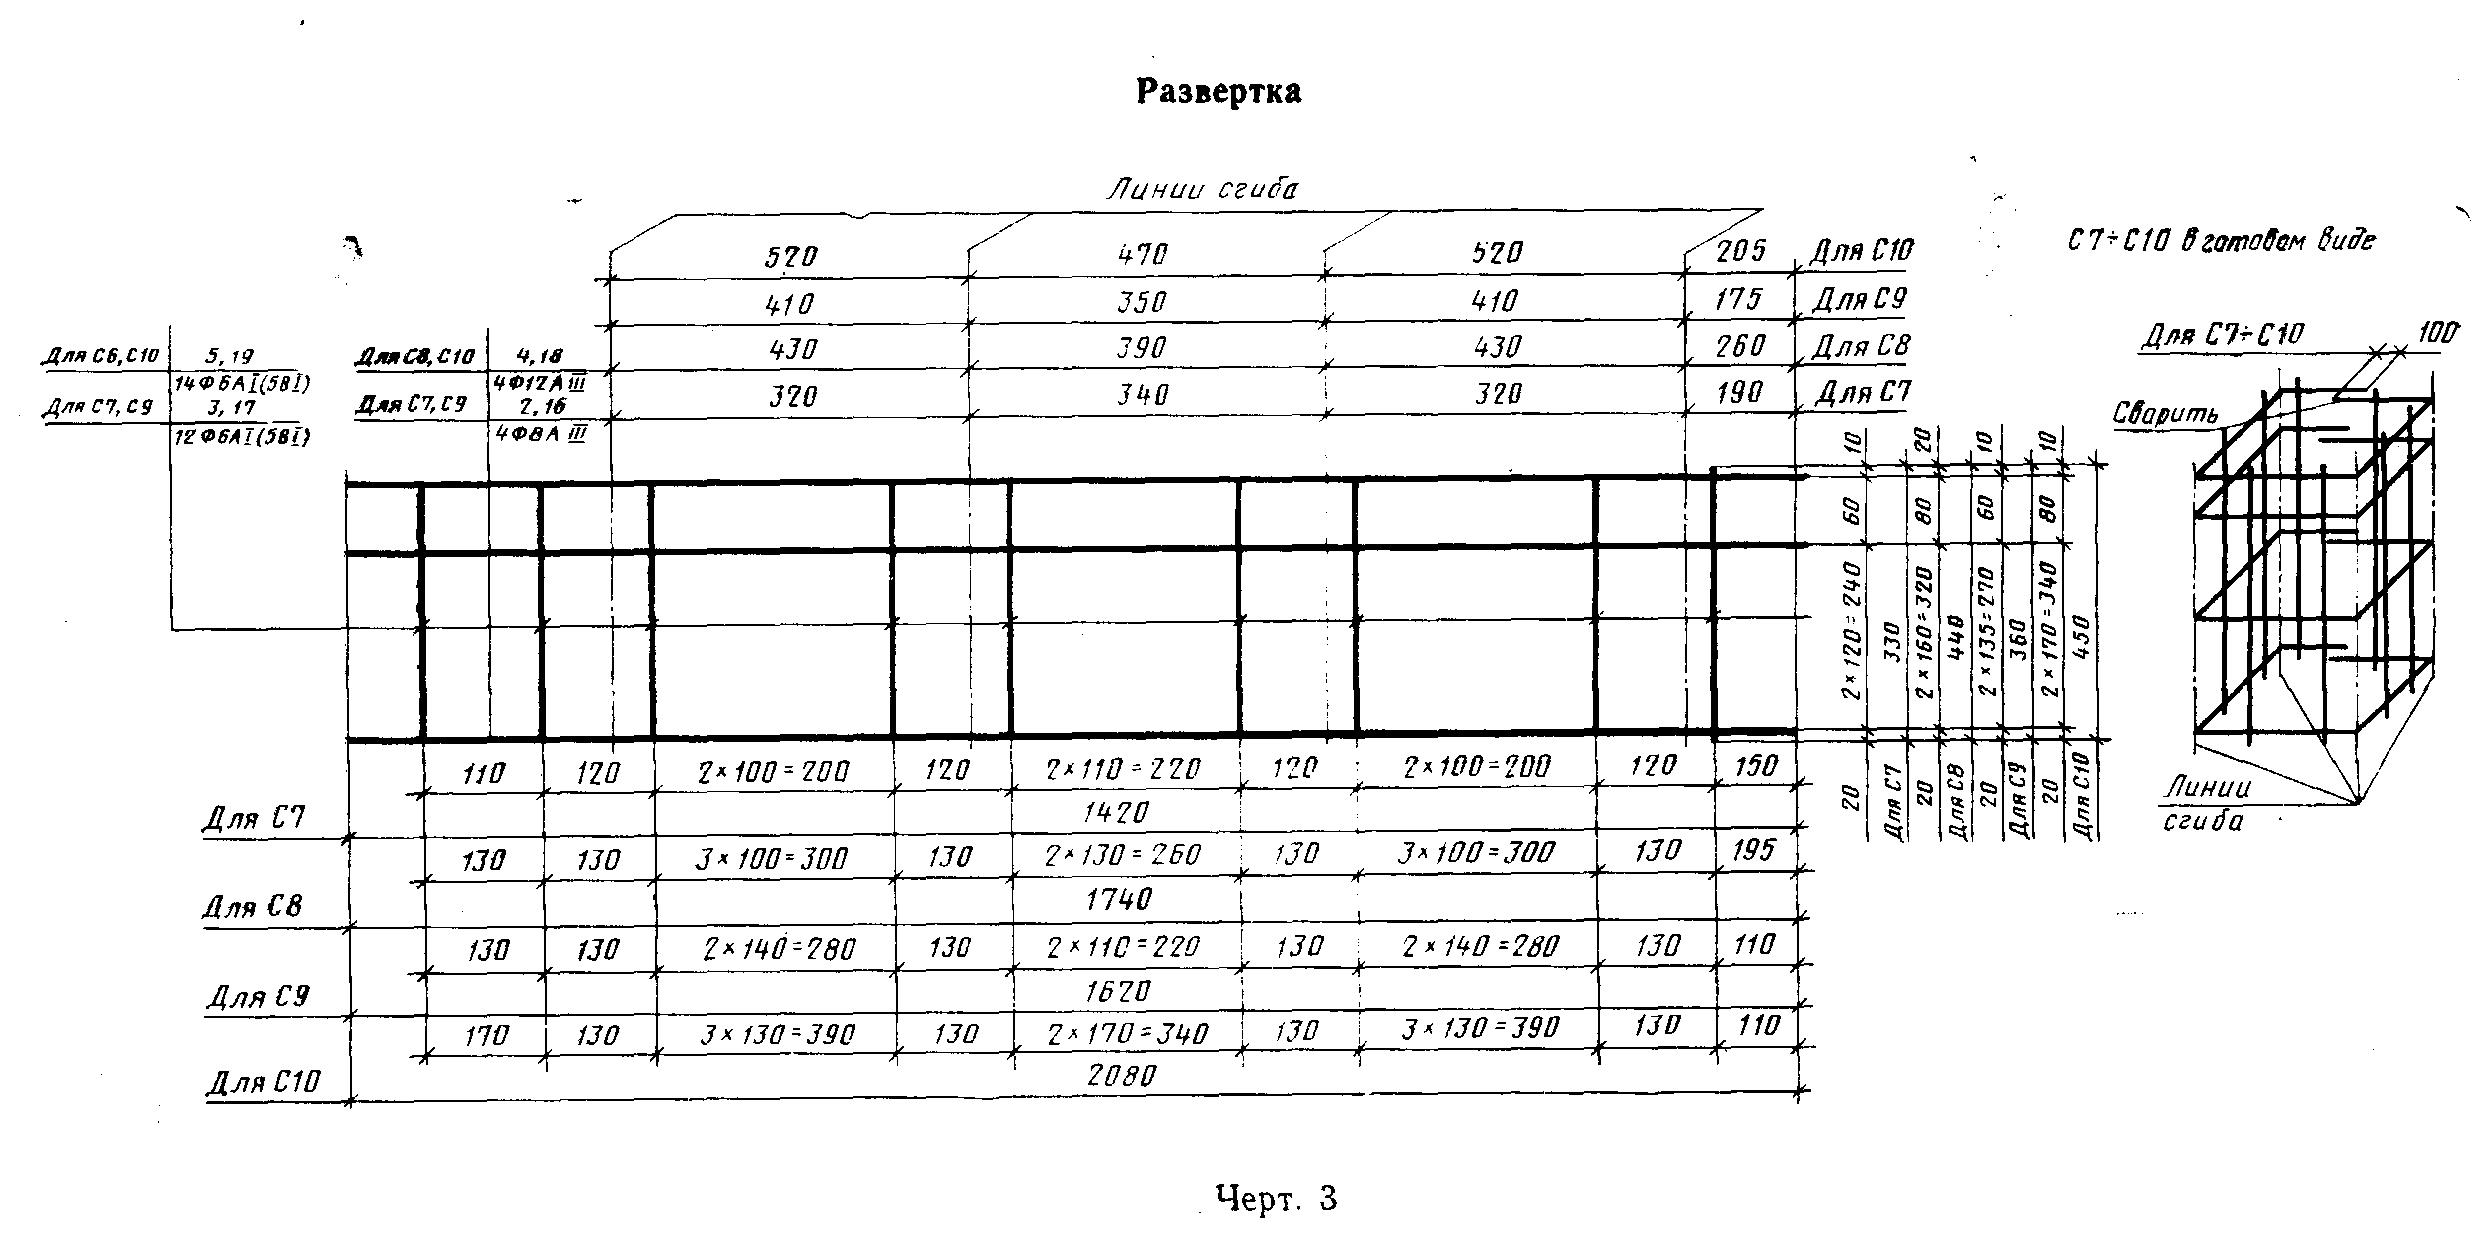 Развертка
Линии сгиба
520 470 520 205 Для С10
410 350 410 175 Для С9
430 390 430 260 Для С8
320 340 320 190 Для С7
С7÷С10 в готовом виде
Для С7÷С10 100
Сварить
Линии
сгиба
Для С6, С10 5, 19
14Ф6АI(5ВI)
Для С7, С9 3, 17
12Ф6АI(5ВI)
Для С8, С10 4, 18
4Ф12АIII
Для С7, С9 2, 16
4Ф8АIII
10 60 2×120=240 20
330 Для С7
20 80 2×160=320 20
440 Для С8
10 60 2×135=270 20
360 Для С9
10 80 2×170=340 20
450 Для С10
110 120 2×100=200 120 2×110=220 120 2×100=200 120 150
Для С7 1420
130 130 3×100=300 130 2×130=260 130 3×100=300 130 195
Для С8 1740
130 130 2×140=280 130 2×110=220 130 2×140=280 130 110
Для С9 1620
170 130 3×130=390 130 2×170=340 130 3×130=390 130 110
Для С10 2080
Черт. 3